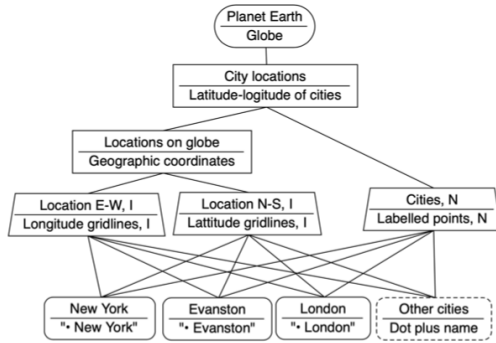 Planet Earth
Globe
City locations
Latitude-logitude of cities
Locations on globe
Geographic coordinates
Location E-W, I
Longitude gridlines, I
Location N-S, I
Lattitude gridlines, I
Cities, N
Labelled points, N
New York
"• New York"
Evanston
"• Evanston"
London
"• London"
Other cities
Dot plus name